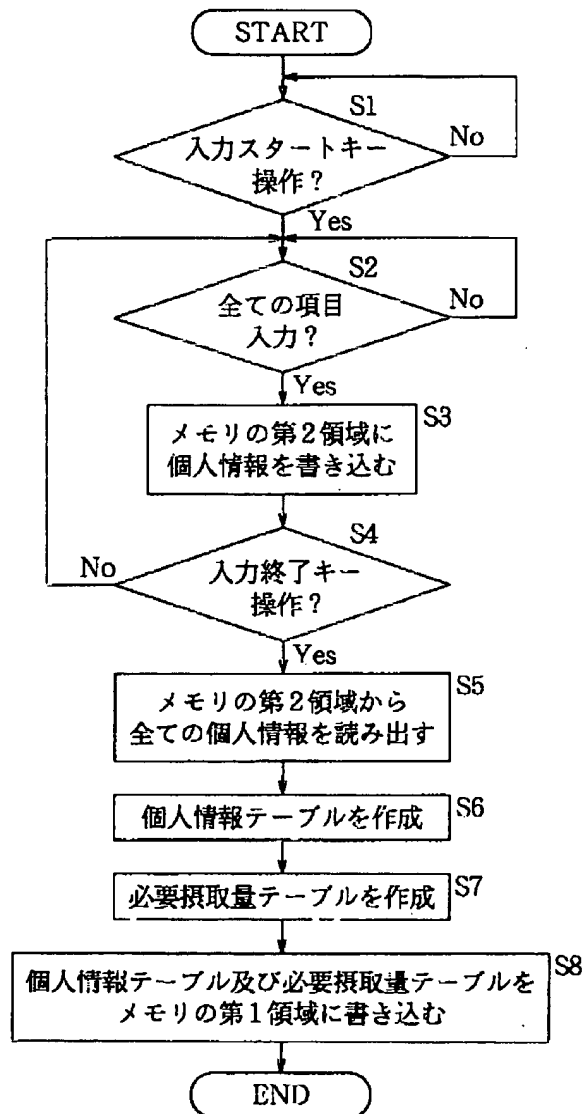 START
S1
入力スタートキー
操作?
No
Yes
S2
全ての項目
入力?
No
Yes
S3
メモリの第2領域に
個人情報を書き込む
S4
入力終了キー
操作?
No
Yes
S5
メモリの第2領域から
全ての個人情報を読み出す
S6
個人情報テーブルを作成
S7
必要摂取量テーブルを作成
S8
個人情報テーブル及び必要摂取量テーブルを
メモリの第1領域に書き込む
END